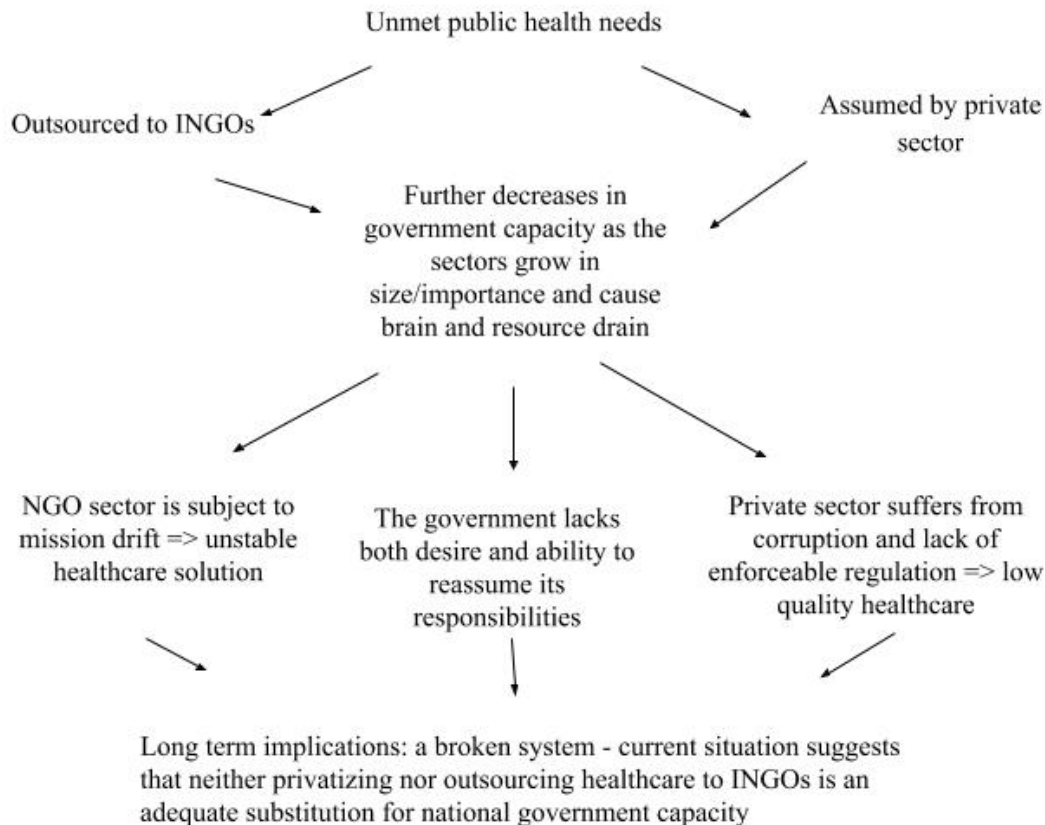 Unmet public health needs
Outsourced to INGOs
Assumed by private
sector
Further decreases in
government capacity as the
sectors grow in
size/importance and cause
brain and resource drain
NGO sector is subject to
mission drift => unstable
healthcare solution
The government lacks
both desire and ability to
reassume its
responsibilities
Private sector suffers from
corruption and lack of
enforceable regulation => low
quality healthcare
Long term implications: a broken system - current situation suggests
that neither privatizing nor outsourcing healthcare to INGOs is an
adequate substitution for national government capacity